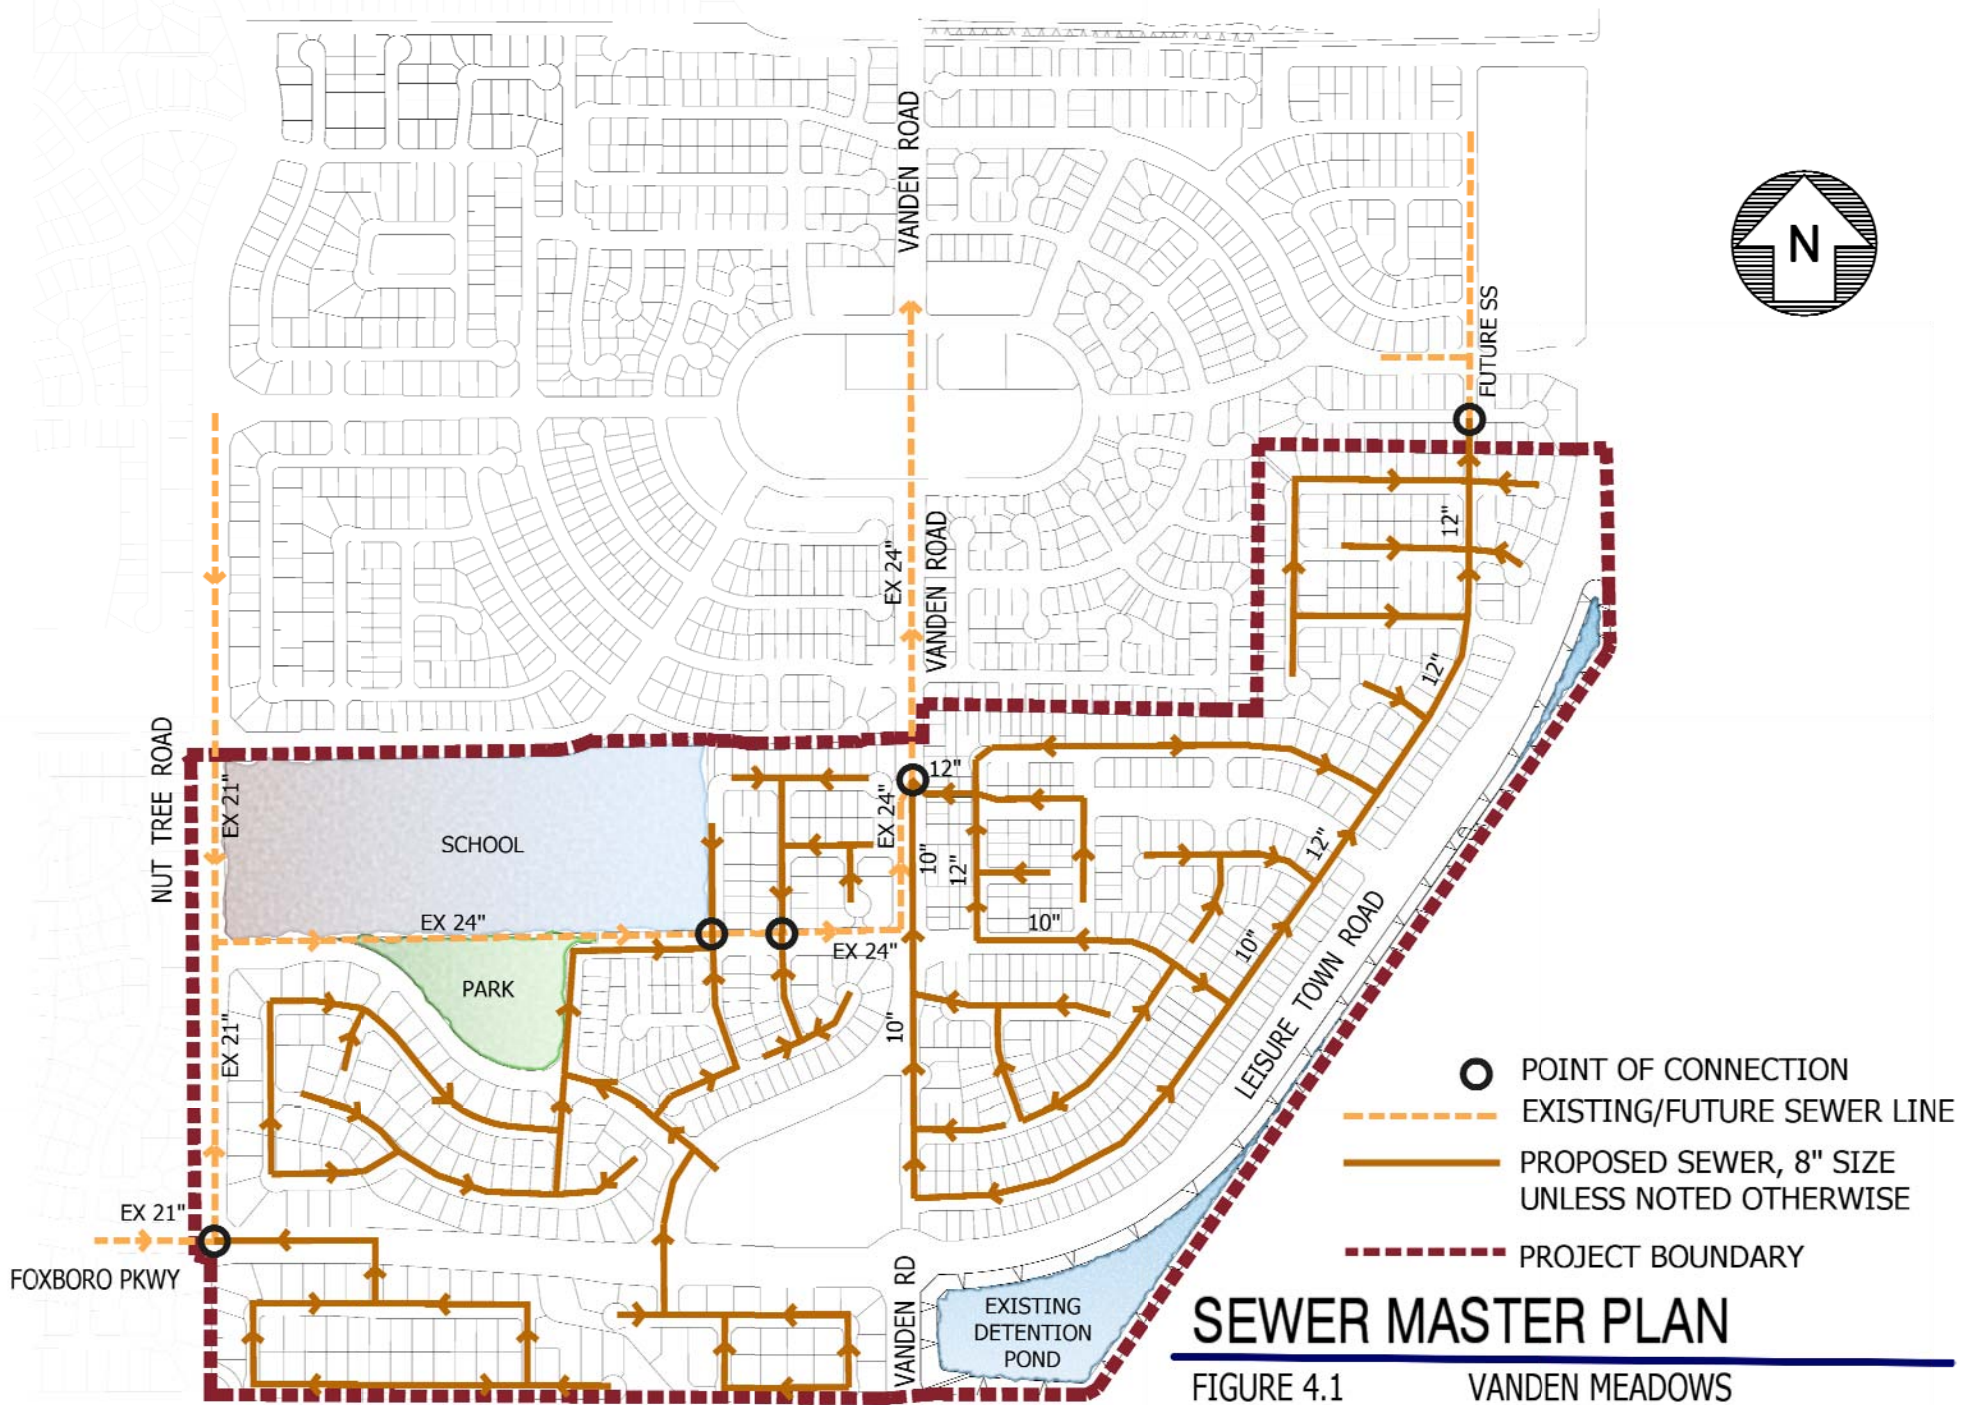 VANDEN ROAD
N
FUTURE SS
12"
EX 24"
VANDEN ROAD
12"
NUT TREE ROAD
EX 21"
SCHOOL
12"
EX 24"
10"
12"
12"
EX 24"
10"
EX 24"
10"
PARK
LEISURE TOWN ROAD
EX 21"
10"
POINT OF CONNECTION
EXISTING/FUTURE SEWER LINE
PROPOSED SEWER, 8" SIZE
UNLESS NOTED OTHERWISE
EX 21"
PROJECT BOUNDARY
FOXBORO PKWY
VANDEN RD
EXISTING
DETENTION
POND
SEWER MASTER PLAN
FIGURE 4.1
VANDEN MEADOWS